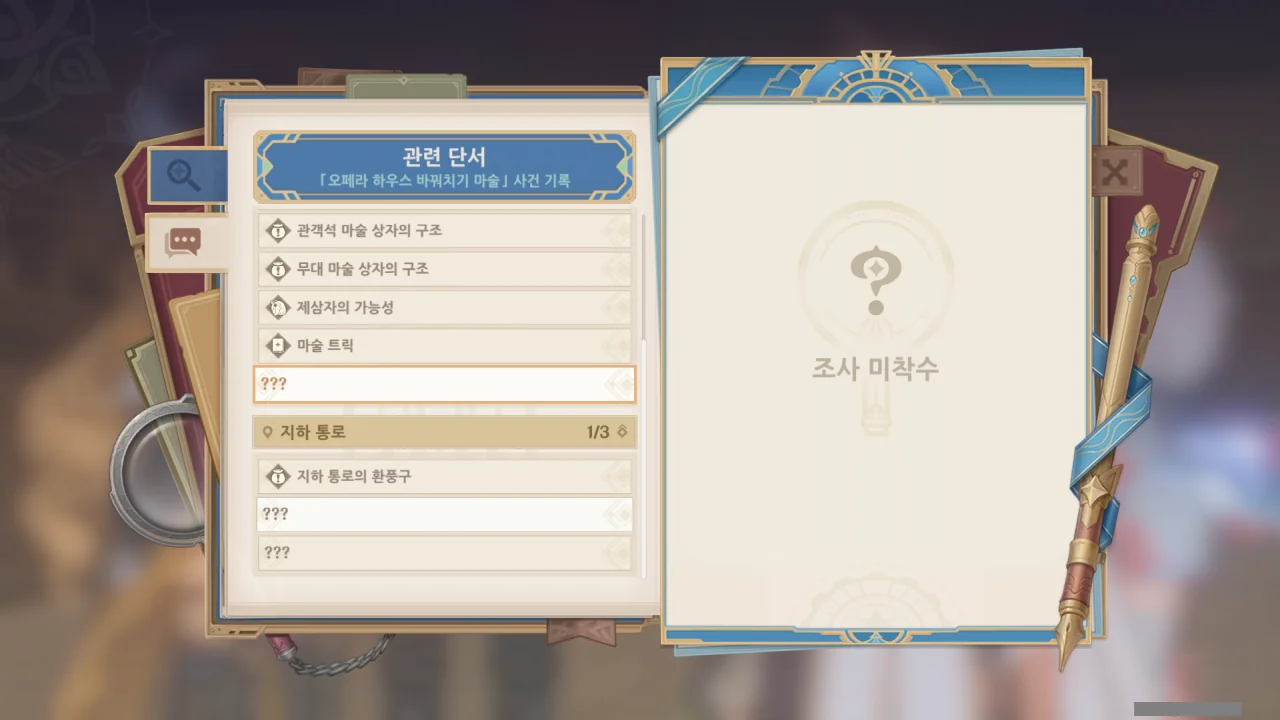 관련 단서
「오페라 하우스 바꿔치기 마술」 사건 기록
관객석 마술 상자의 구조
무대 마술 상자의 구조
제삼자의 가능성
마술 트릭
???
지하 통로 1/3
지하 통로의 환풍구
???
???
조사 미착수